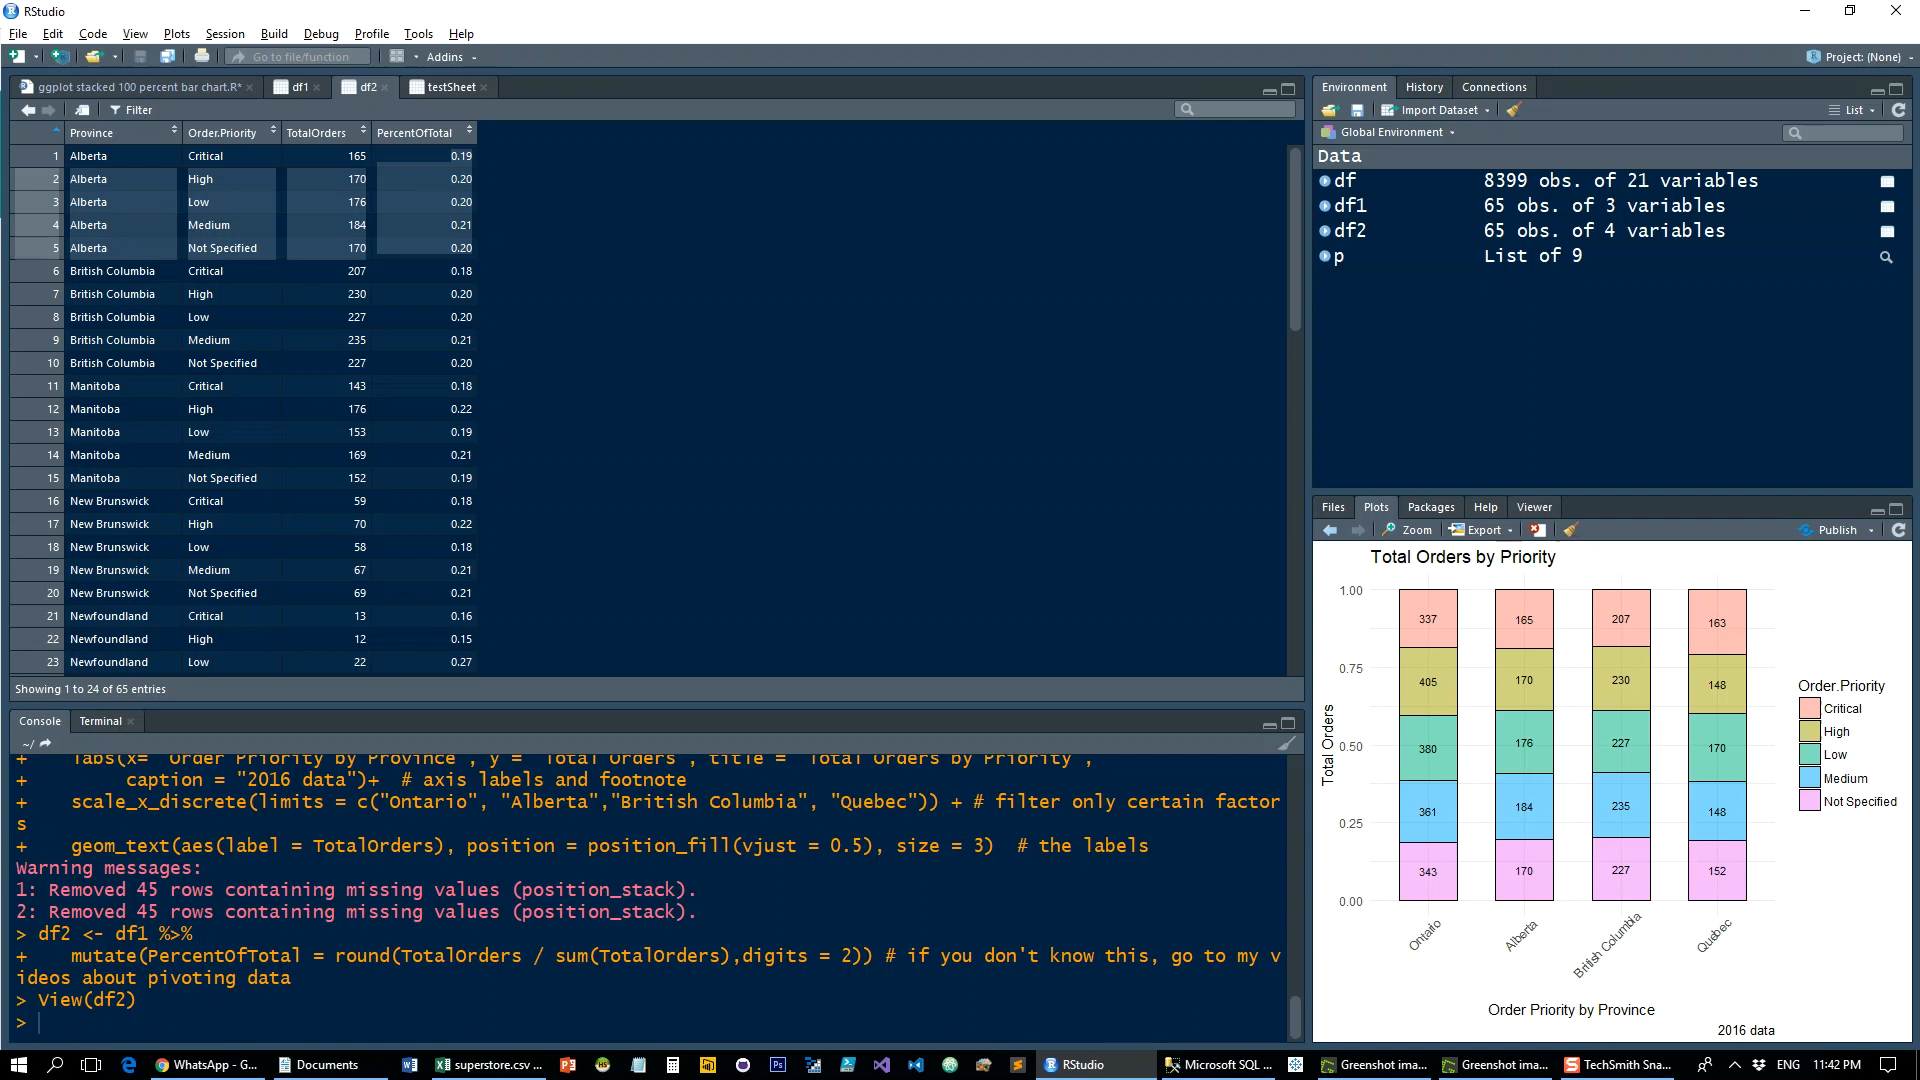 RStudio
File Edit Code View Plots Session Build Debug Profile Tools Help
Go to file/function Addins Project: (None)
ggplot stacked 100 percent bar chart.R* df1 df2 testSheet
Filter
Province Order.Priority TotalOrders PercentOfTotal
1 Alberta Critical 165 0.19
2 Alberta High 170 0.20
3 Alberta Low 176 0.20
4 Alberta Medium 184 0.21
5 Alberta Not Specified 170 0.20
6 British Columbia Critical 207 0.18
7 British Columbia High 230 0.20
8 British Columbia Low 227 0.20
9 British Columbia Medium 235 0.21
10 British Columbia Not Specified 227 0.20
11 Manitoba Critical 143 0.18
12 Manitoba High 176 0.22
13 Manitoba Low 153 0.19
14 Manitoba Medium 169 0.21
15 Manitoba Not Specified 152 0.19
16 New Brunswick Critical 59 0.18
17 New Brunswick High 70 0.22
18 New Brunswick Low 58 0.18
19 New Brunswick Medium 67 0.21
20 New Brunswick Not Specified 69 0.21
21 Newfoundland Critical 13 0.16
22 Newfoundland High 12 0.15
23 Newfoundland Low 22 0.27
Showing 1 to 24 of 65 entries
Console Terminal
~/
+ labs(x= "Order Priority by Province", y = "Total Orders", title = "Total Orders by Priority",
+ caption = "2016 data")+ # axis labels and footnote
+ scale_x_discrete(limits = c("Ontario", "Alberta","British Columbia", "Quebec")) + # filter only certain factor
s
+ geom_text(aes(label = TotalOrders), position = position_fill(vjust = 0.5), size = 3) # the labels
Warning messages:
1: Removed 45 rows containing missing values (position_stack).
2: Removed 45 rows containing missing values (position_stack).
> df2 <- df1 %>%
+ mutate(PercentOfTotal = round(TotalOrders / sum(TotalOrders),digits = 2)) # if you don't know this, go to my v
ideos about pivoting data
> View(df2)
>
Environment History Connections
Import Dataset List
Global Environment
Data
df 8399 obs. of 21 variables
df1 65 obs. of 3 variables
df2 65 obs. of 4 variables
p List of 9
Files Plots Packages Help Viewer
Zoom Export Publish
Total Orders by Priority
Total Orders
1.00
0.75
0.50
0.25
0.00
337 165 207 163
405 170 230 148
380 176 227 170
361 184 235 148
343 170 227 152
Ontario Alberta British Columbia Quebec
Order Priority by Province
2016 data
Order.Priority
Critical
High
Low
Medium
Not Specified
WhatsApp - G... Documents superstore.csv ... RStudio Microsoft SQL ... Greenshot ima... Greenshot ima... TechSmith Sna... ENG 11:42 PM